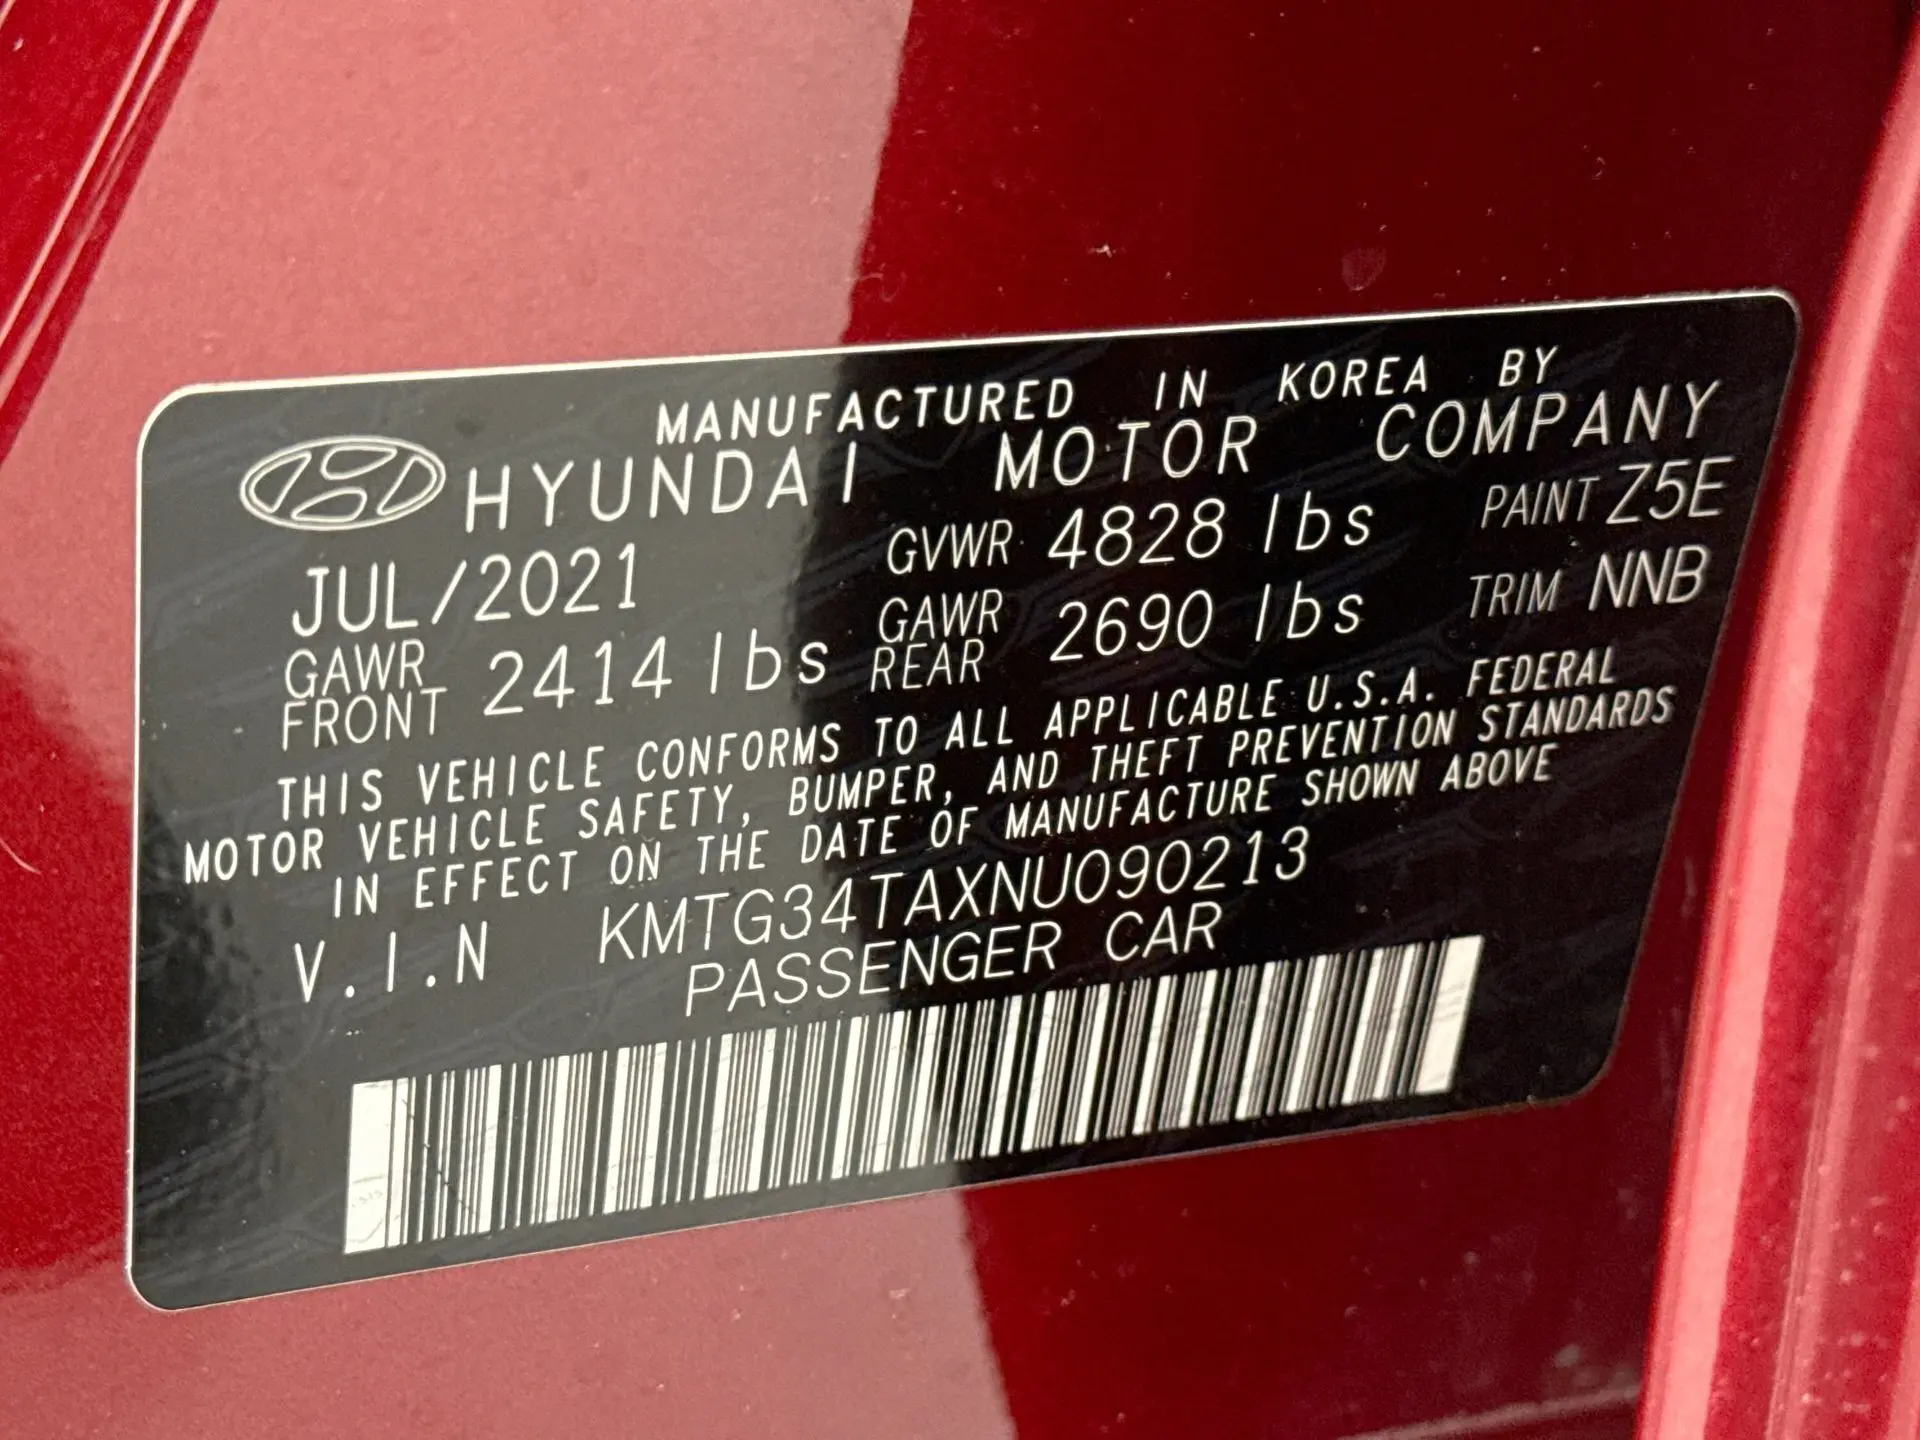 MANUFACTURED IN KOREA BY
HYUNDAI MOTOR COMPANY
JUL/2021 GVWR 4828 lbs PAINT Z5E
GAWR FRONT 2414 lbs GAWR REAR 2690 lbs TRIM NNB
THIS VEHICLE CONFORMS TO ALL APPLICABLE U.S.A. FEDERAL
MOTOR VEHICLE SAFETY, BUMPER, AND THEFT PREVENTION STANDARDS
IN EFFECT ON THE DATE OF MANUFACTURE SHOWN ABOVE
V.I.N KMTG34TAXNU090213
PASSENGER CAR